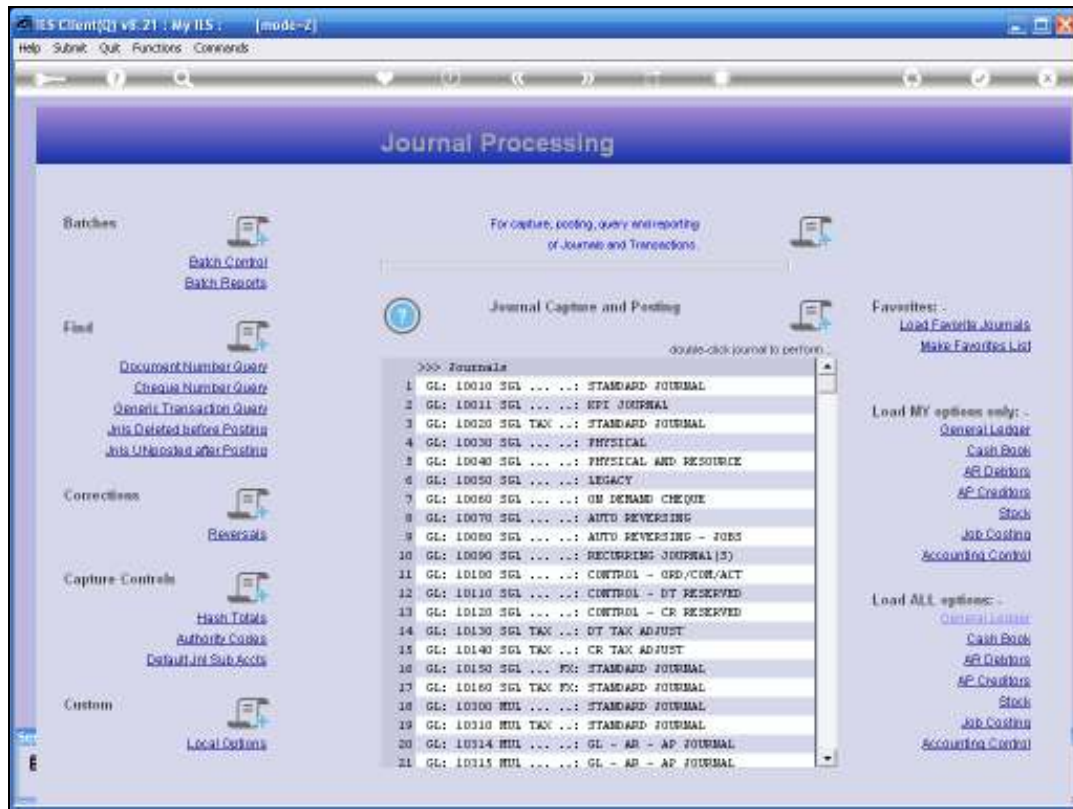 IES Client(Q) v8.21 : My IES : [mode=Z]
Help Submit Quit Functions Commands
Journal Processing
Batches
Batch Control
Batch Reports
Find
Document Number Query
Cheque Number Query
Generic Transaction Query
Jnls Deleted before Posting
Jnls UNposted after Posting
Corrections
Reversals
Capture Controls
Hash Totals
Authority Codes
Default Jnl Sub Accts
Custom
Local Options
For capture, posting, query and reporting
of Journals and Transactions
Journal Capture and Posting
double-click journal to perform ..
>>> Journals
1 GL: 10010 SGL ... ..: STANDARD JOURNAL
2 GL: 10011 SGL ... ..: KPI JOURNAL
3 GL: 10020 SGL TAX ..: STANDARD JOURNAL
4 GL: 10030 SGL ... ..: PHYSICAL
5 GL: 10040 SGL ... ..: PHYSICAL AND RESOURCE
6 GL: 10050 SGL ... ..: LEGACY
7 GL: 10060 SGL ... ..: ON DEMAND CHEQUE
8 GL: 10070 SGL ... ..: AUTO REVERSING
9 GL: 10080 SGL ... ..: AUTO REVERSING - JOBS
10 GL: 10090 SGL ... ..: RECURRING JOURNAL(S)
11 GL: 10100 SGL ... ..: CONTROL - ORD/COM/ACT
12 GL: 10110 SGL ... ..: CONTROL - DT RESERVED
13 GL: 10120 SGL ... ..: CONTROL - CR RESERVED
14 GL: 10130 SGL TAX ..: DT TAX ADJUST
15 GL: 10140 SGL TAX ..: CR TAX ADJUST
16 GL: 10150 SGL ... FX: STANDARD JOURNAL
17 GL: 10160 SGL TAX FX: STANDARD JOURNAL
18 GL: 10300 MUL ... ..: STANDARD JOURNAL
19 GL: 10310 MUL TAX ..: STANDARD JOURNAL
20 GL: 10314 MUL ... ..: GL - AR - AP JOURNAL
21 GL: 10315 MUL ... ..: GL - AR - AP JOURNAL
Favorites: .
Load Favorite Journals
Make Favorites List
Load MY options only: .
General Ledger
Cash Book
AR Debtors
AP Creditors
Stock
Job Costing
Accounting Control
Load ALL options: .
General Ledger
Cash Book
AR Debtors
AP Creditors
Stock
Job Costing
Accounting Control